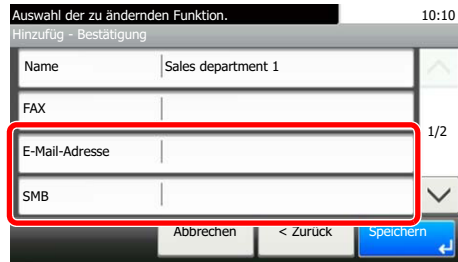 Auswahl der zu ändernden Funktion. 10:10
Hinzufüg - Bestätigung
Name Sales department 1
FAX
1/2
E-Mail-Adresse
SMB
Abbrechen < Zurück Speichern